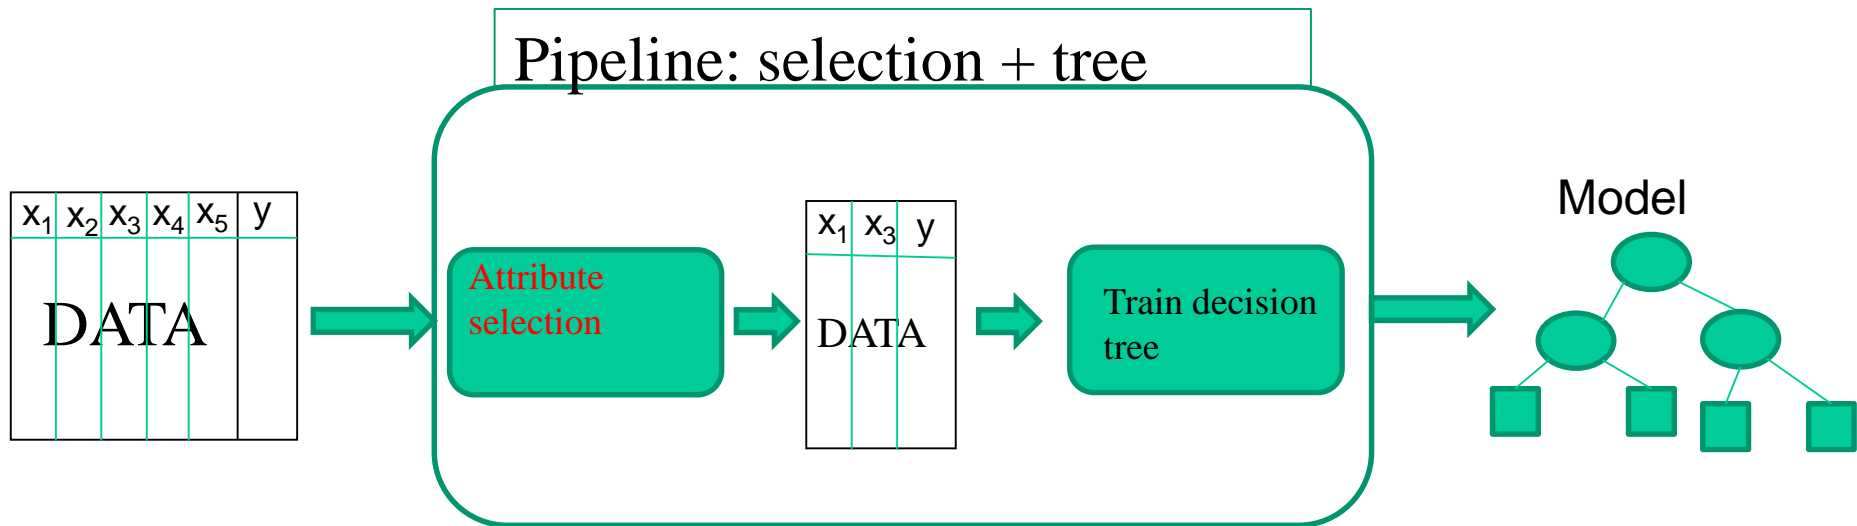 Pipeline: selection + tree
x₁ x₂ x₃ x₄ x₅ y
DATA
Attribute
selection
x₁ x₃ y
DATA
Train decision
tree
Model